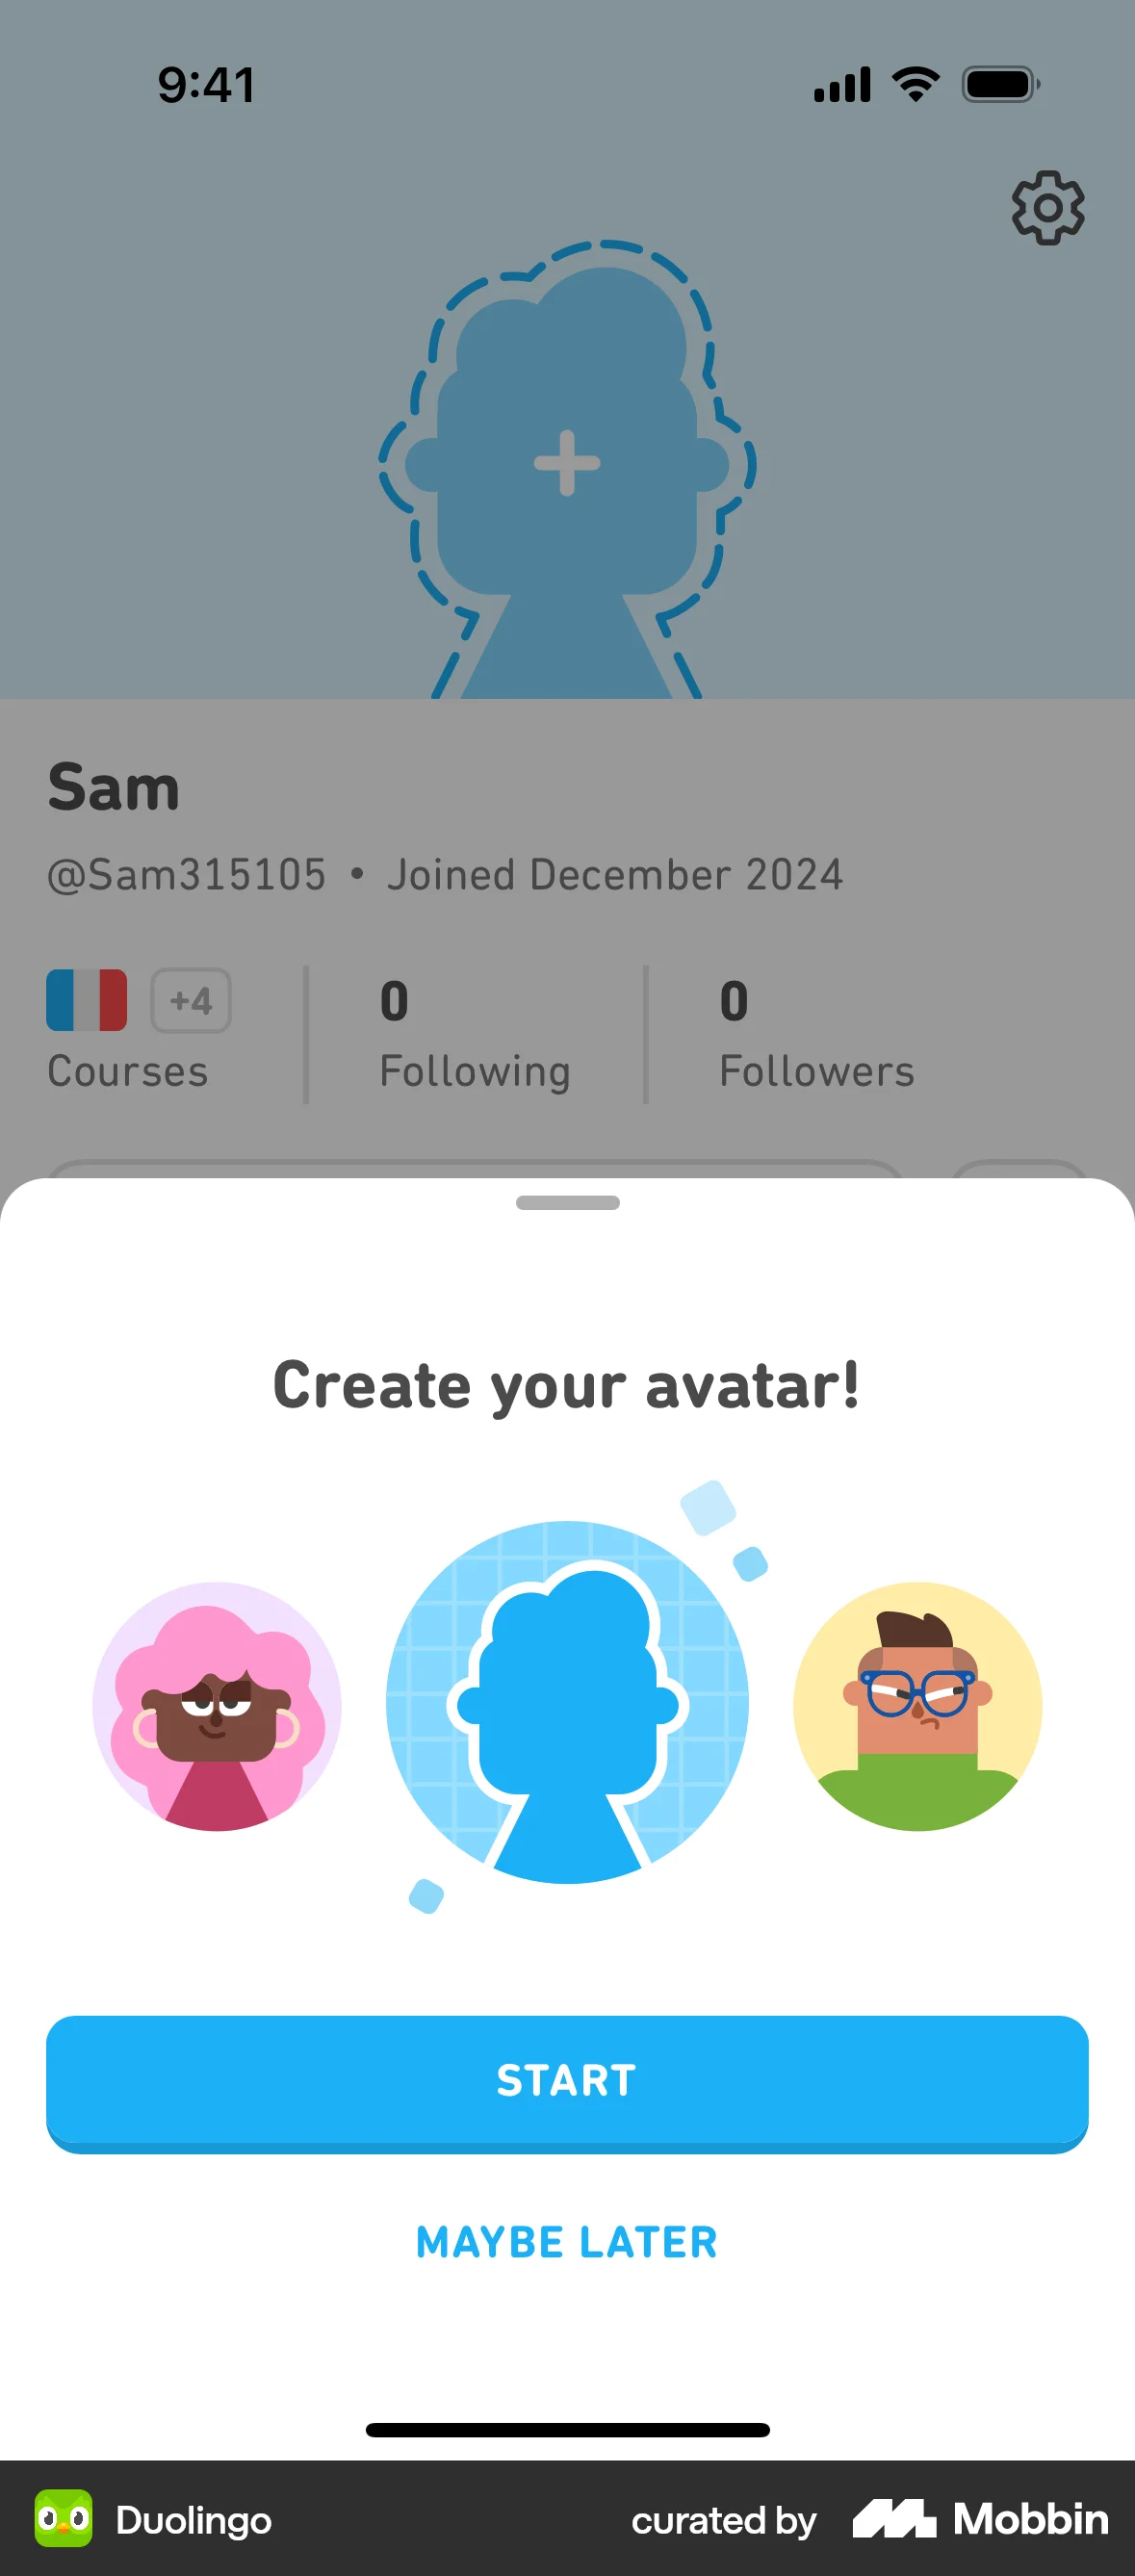 9:41
Sam
@Sam315105 • Joined December 2024
+4
0
0
Courses
Following
Followers
Create your avatar!
START
MAYBE LATER
Duolingo
curated by Mobbin